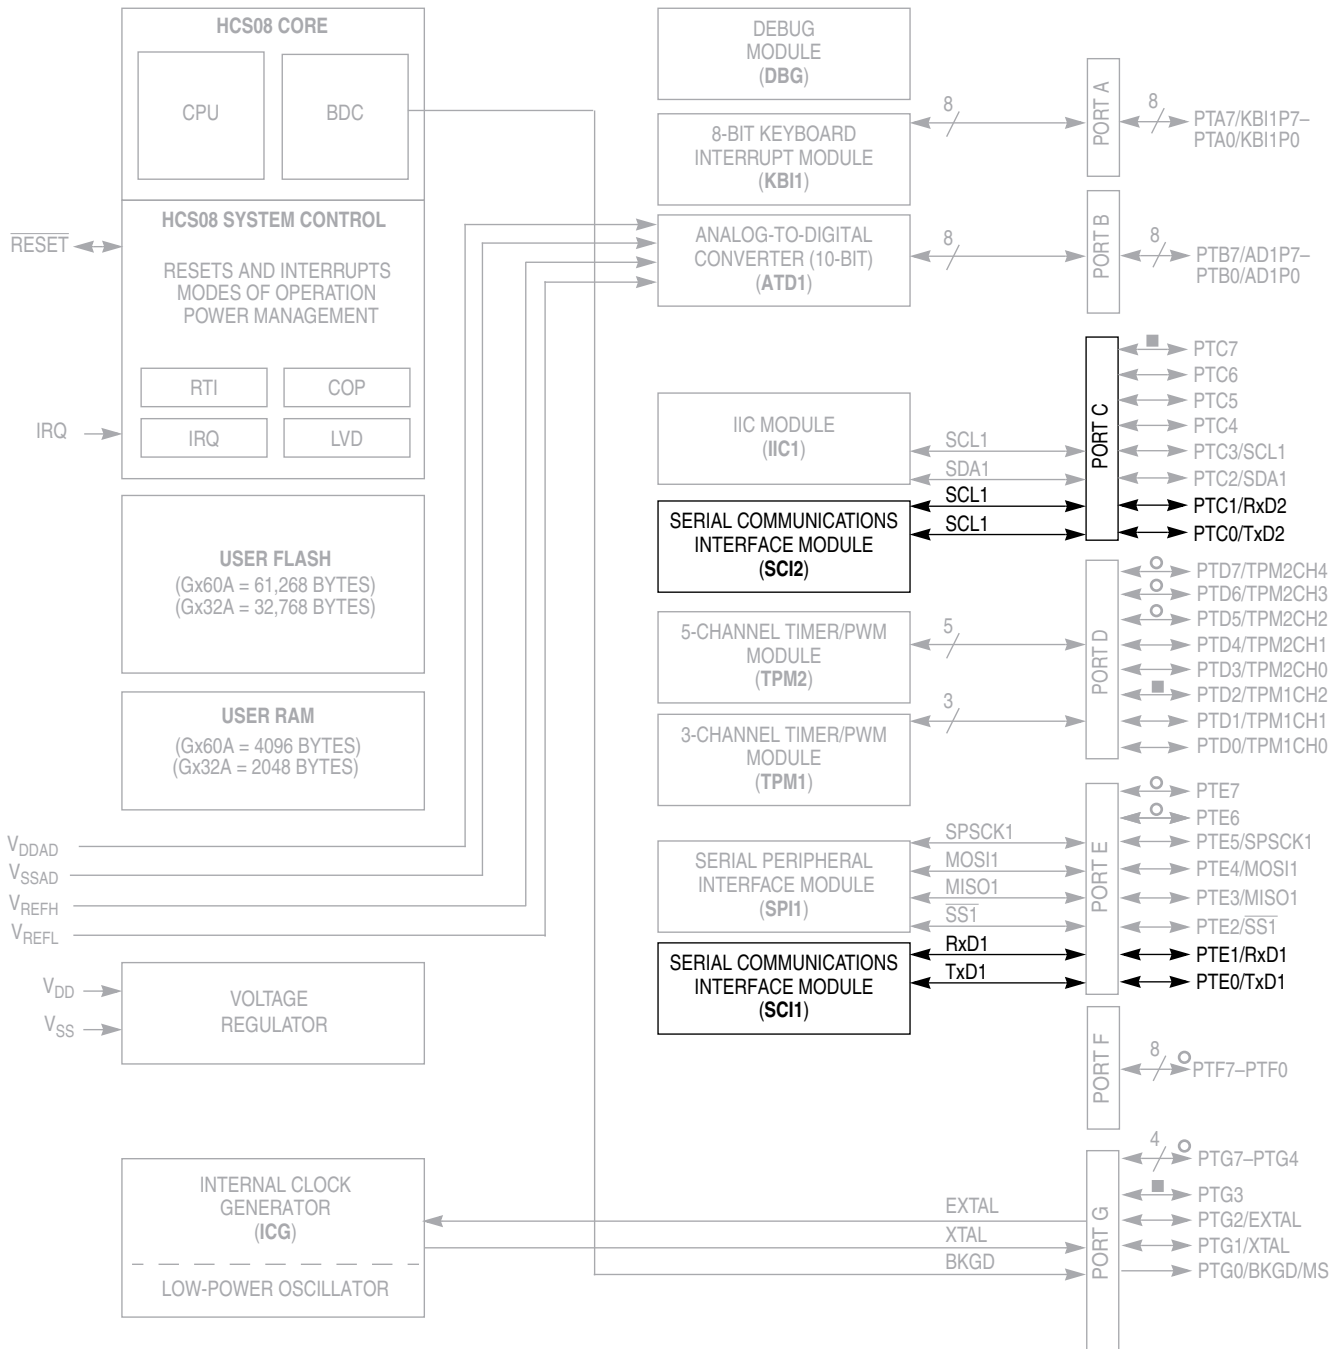 HCS08 CORE
CPU
BDC
HCS08 SYSTEM CONTROL
RESET
RESETS AND INTERRUPTS
MODES OF OPERATION
POWER MANAGEMENT
RTI
COP
IRQ
IRQ
LVD
USER FLASH
(Gx60A = 61,268 BYTES)
(Gx32A = 32,768 BYTES)
USER RAM
(Gx60A = 4096 BYTES)
(Gx32A = 2048 BYTES)
VDDAD
VSSAD
VREFH
VREFL
VDD
VSS
VOLTAGE
REGULATOR
INTERNAL CLOCK
GENERATOR
(ICG)
LOW-POWER OSCILLATOR
DEBUG
MODULE
(DBG)
8-BIT KEYBOARD
INTERRUPT MODULE
(KBI1)
8
PORT A
8
PTA7/KBI1P7–
PTA0/KBI1P0
ANALOG-TO-DIGITAL
CONVERTER (10-BIT)
(ATD1)
8
PORT B
8
PTB7/AD1P7–
PTB0/AD1P0
IIC MODULE
(IIC1)
SCL1
SDA1
SERIAL COMMUNICATIONS
INTERFACE MODULE
(SCI2)
SCL1
SCL1
PORT C
PTC7
PTC6
PTC5
PTC4
PTC3/SCL1
PTC2/SDA1
PTC1/RxD2
PTC0/TxD2
5-CHANNEL TIMER/PWM
MODULE
(TPM2)
5
3-CHANNEL TIMER/PWM
MODULE
(TPM1)
3
PORT D
PTD7/TPM2CH4
PTD6/TPM2CH3
PTD5/TPM2CH2
PTD4/TPM2CH1
PTD3/TPM2CH0
PTD2/TPM1CH2
PTD1/TPM1CH1
PTD0/TPM1CH0
SERIAL PERIPHERAL
INTERFACE MODULE
(SPI1)
SPSCK1
MOSI1
MISO1
SS1
SERIAL COMMUNICATIONS
INTERFACE MODULE
(SCI1)
RxD1
TxD1
PORT E
PTE7
PTE6
PTE5/SPSCK1
PTE4/MOSI1
PTE3/MISO1
PTE2/SS1
PTE1/RxD1
PTE0/TxD1
PORT F
8
PTF7–PTF0
EXTAL
XTAL
BKGD
PORT G
4
PTG7–PTG4
PTG3
PTG2/EXTAL
PTG1/XTAL
PTG0/BKGD/MS